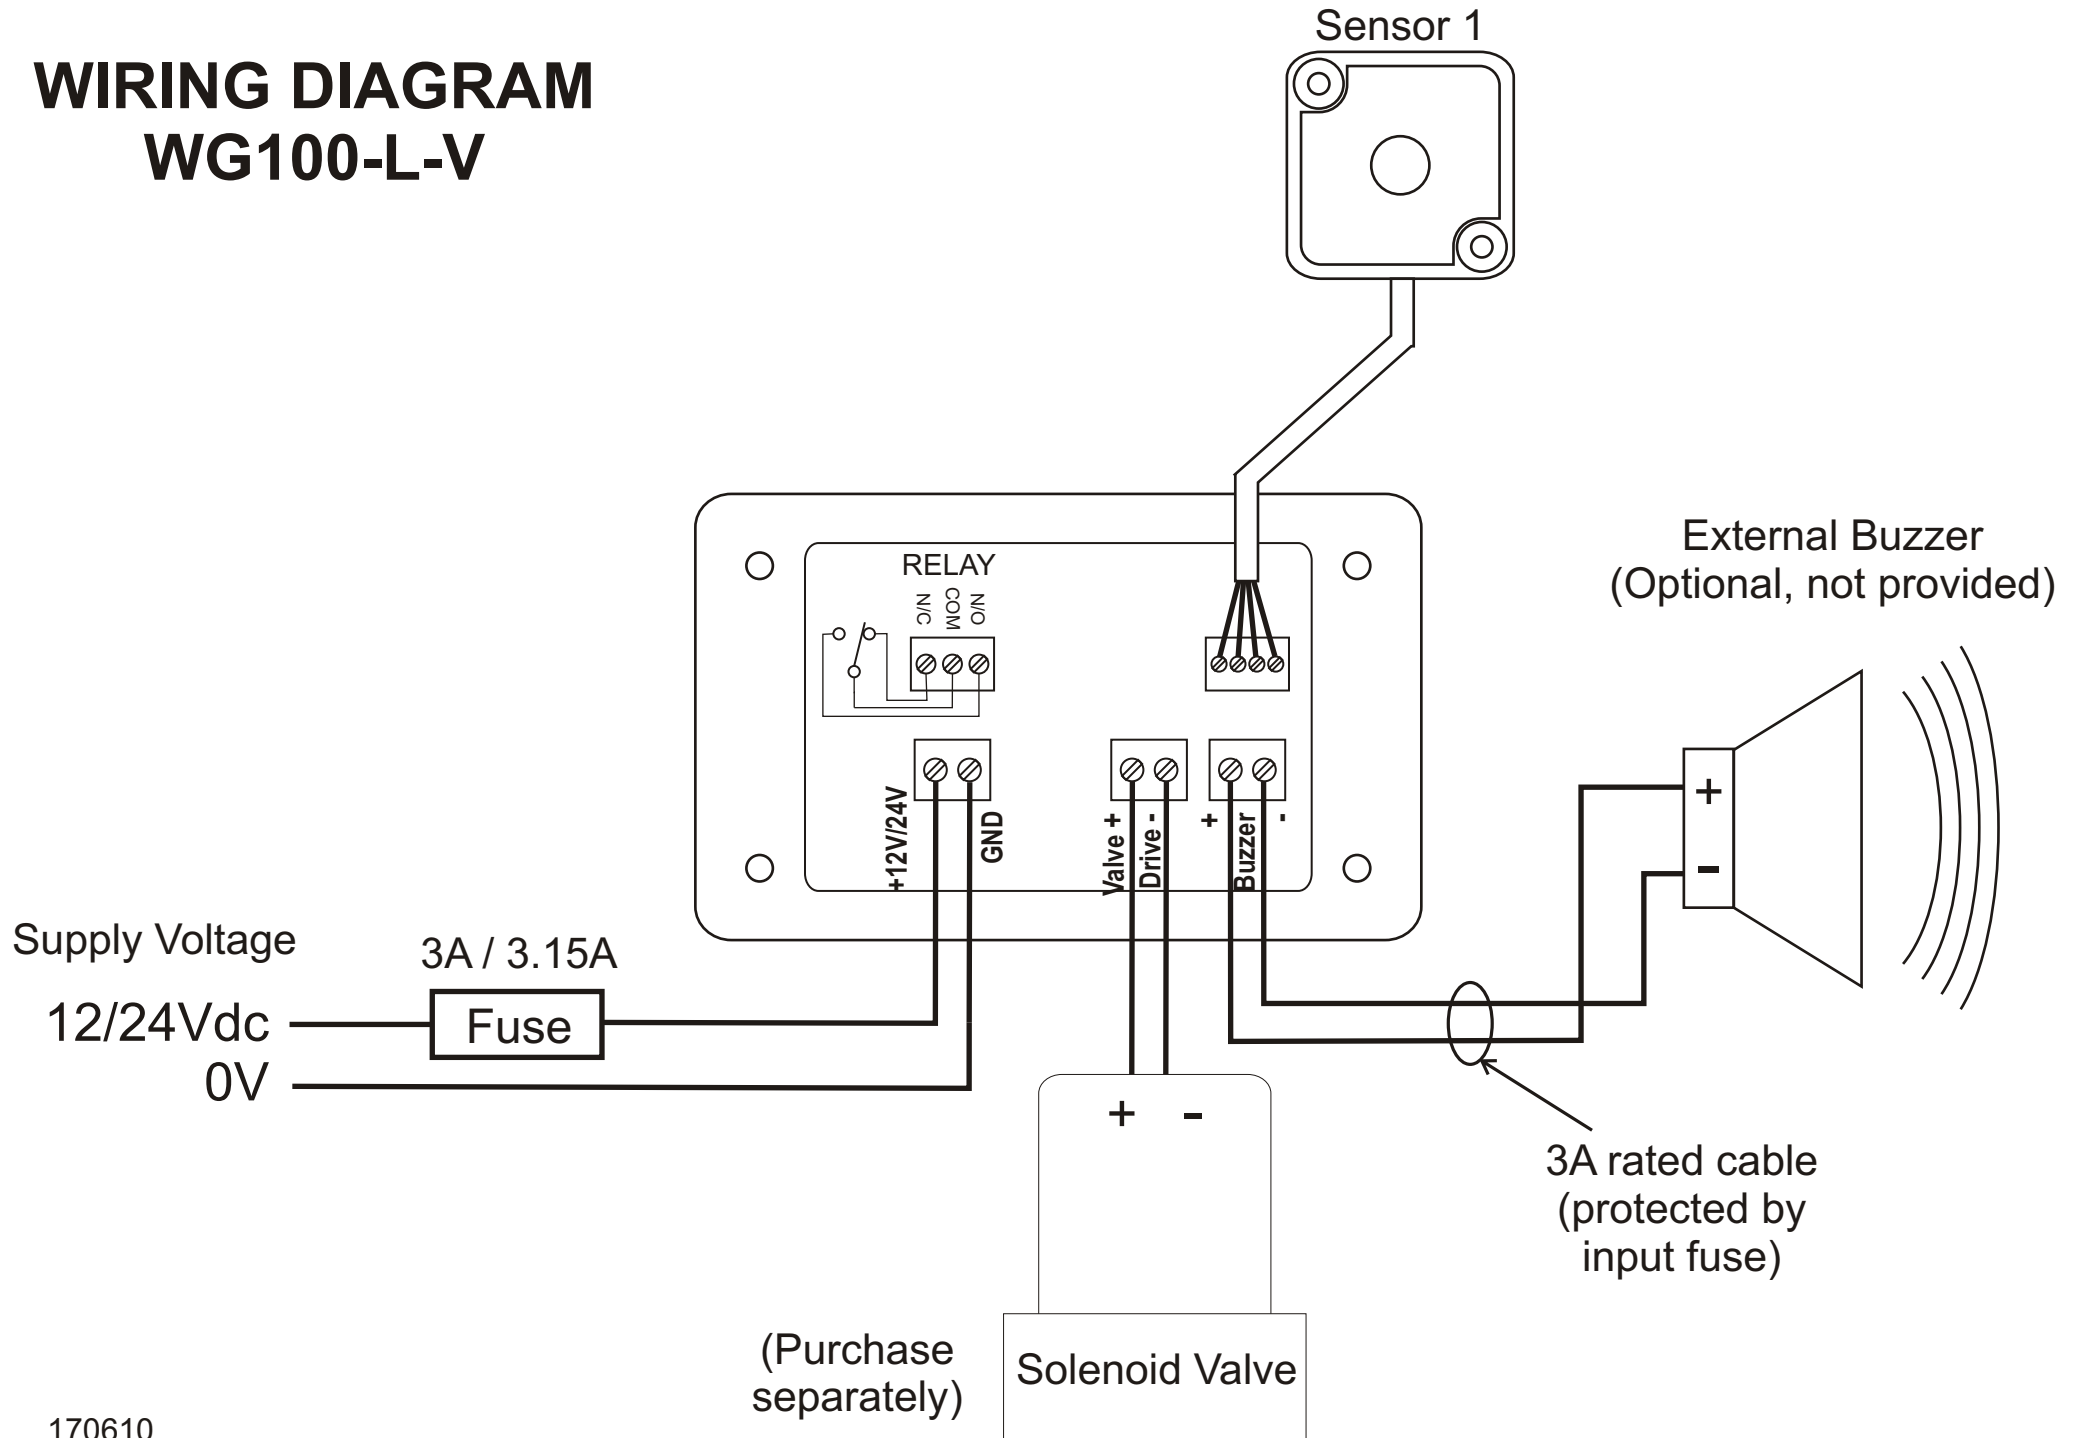 WIRING DIAGRAM
WG100-L-V
Sensor 1
External Buzzer
(Optional, not provided)
RELAY
N/C
COM
N/O
+12V/24V
GND
Valve +
Drive -
+
Buzzer
-
+
-
Supply Voltage
3A / 3.15A
12/24Vdc
Fuse
0V
+ -
3A rated cable
(protected by
input fuse)
(Purchase
separately)
Solenoid Valve
170610